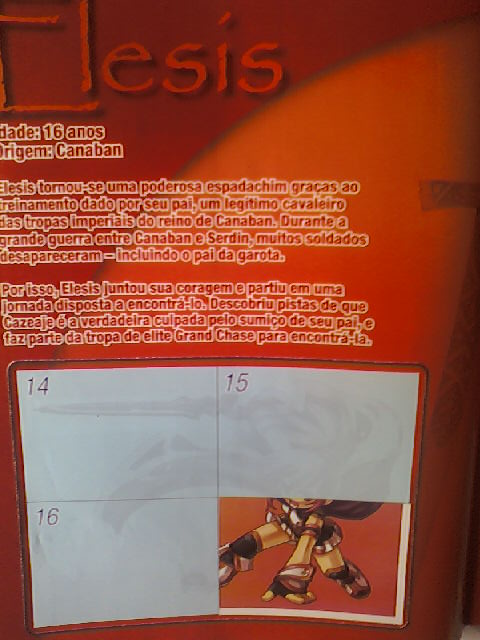 Elesis
dade: 16 anos
Origem: Canaban
Elesis tornou-se uma poderosa espadachim graças ao
treinamento dado por seu pai, um legítimo cavaleiro
das tropas imperiais do reino de Canaban. Durante a
grande guerra entre Canaban e Serdin, muitos soldados
desapareceram – incluindo o pai da garota.
Por isso, Elesis juntou sua coragem e partiu em uma
jornada disposta a encontrá-lo. Descobriu pistas de que
Cazeaje é a verdadeira culpada pelo sumiço de seu pai, e
faz parte da tropa de elite Grand Chase para encontrá-la.
14
15
16